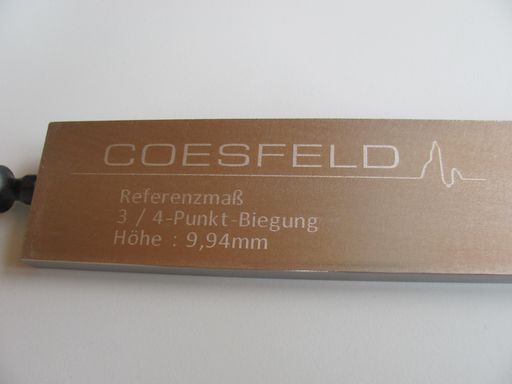 COESFELD
Referenzmaß
3 / 4-Punkt-Biegung
Höhe : 9,94mm